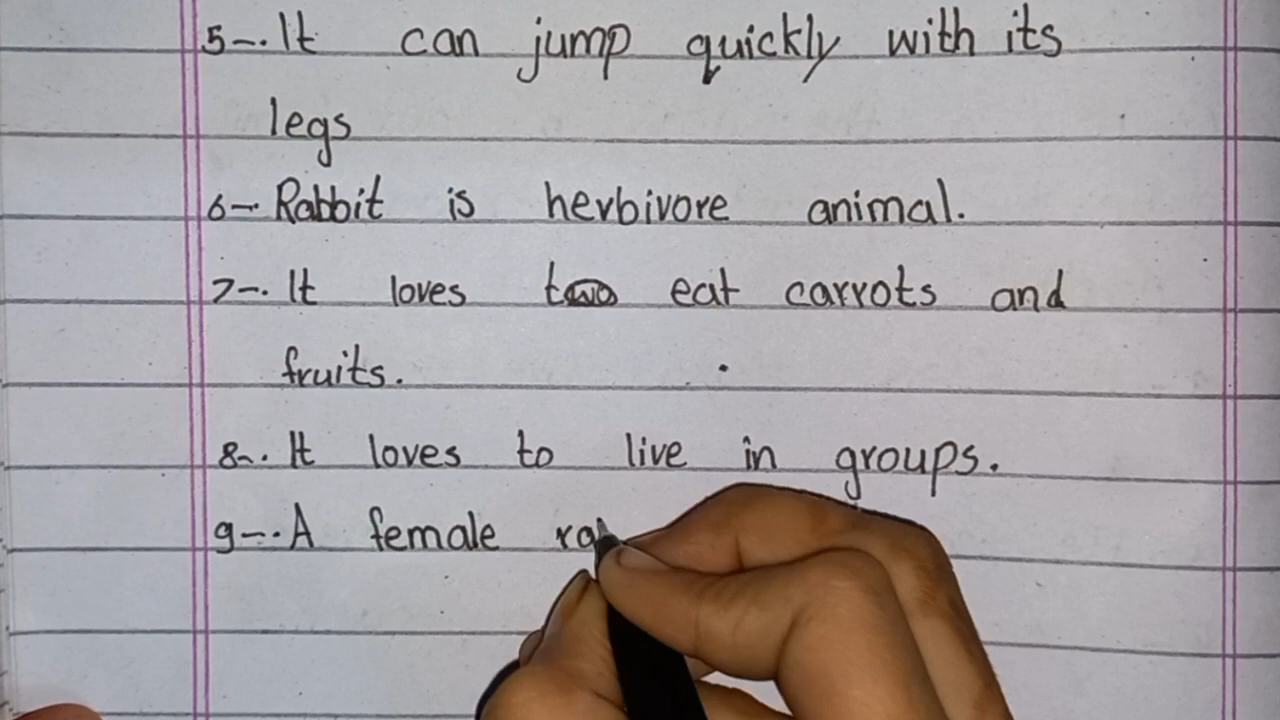 5-. It can jump quickly with its
legs
6-. Rabbit is herbivore animal.
7-. It loves to eat carrots and
fruits.
8-. It loves to live in groups.
9-. A female